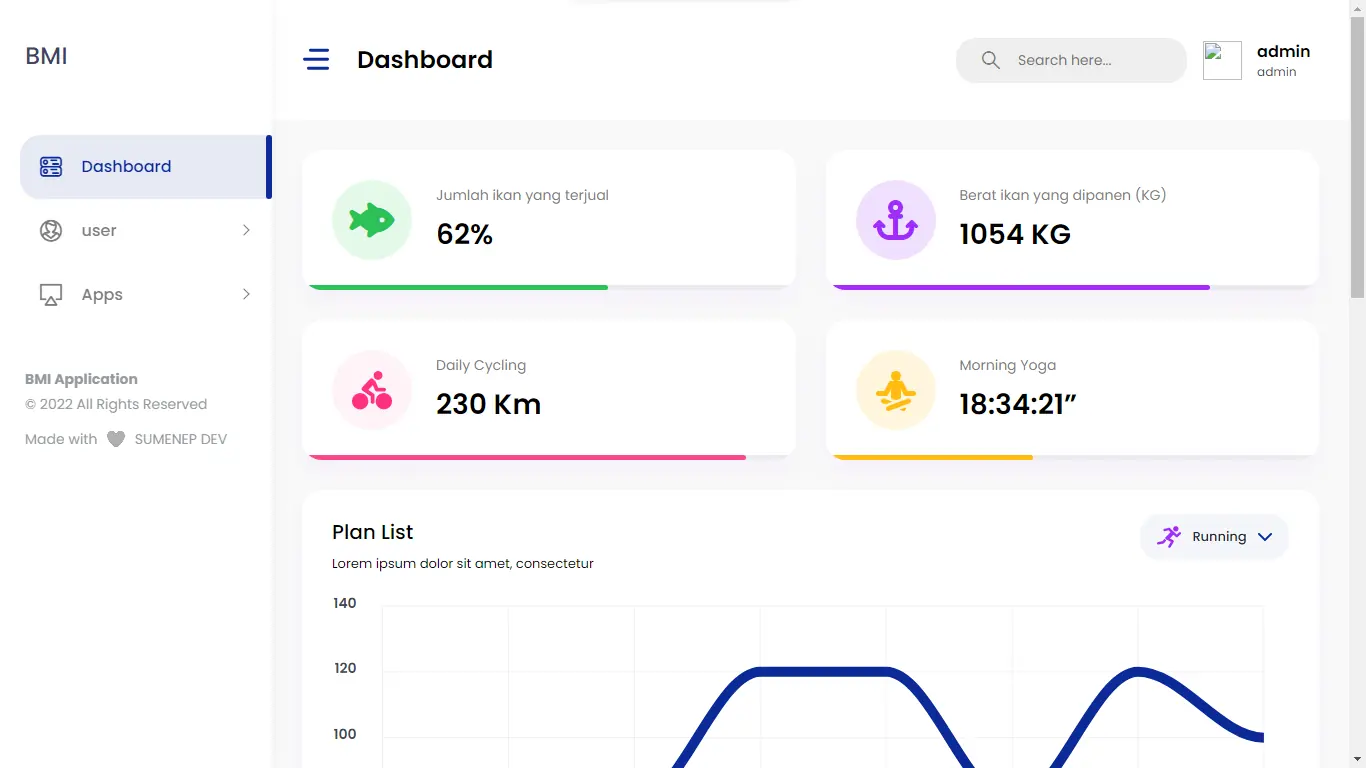 BMI
Dashboard
Search here...
admin
admin
Dashboard
user
Apps
BMI Application
© 2022 All Rights Reserved
Made with SUMENEP DEV
Jumlah ikan yang terjual
62%
Berat ikan yang dipanen (KG)
1054 KG
Daily Cycling
230 Km
Morning Yoga
18:34:21”
Plan List
Lorem ipsum dolor sit amet, consectetur
Running
140
120
100